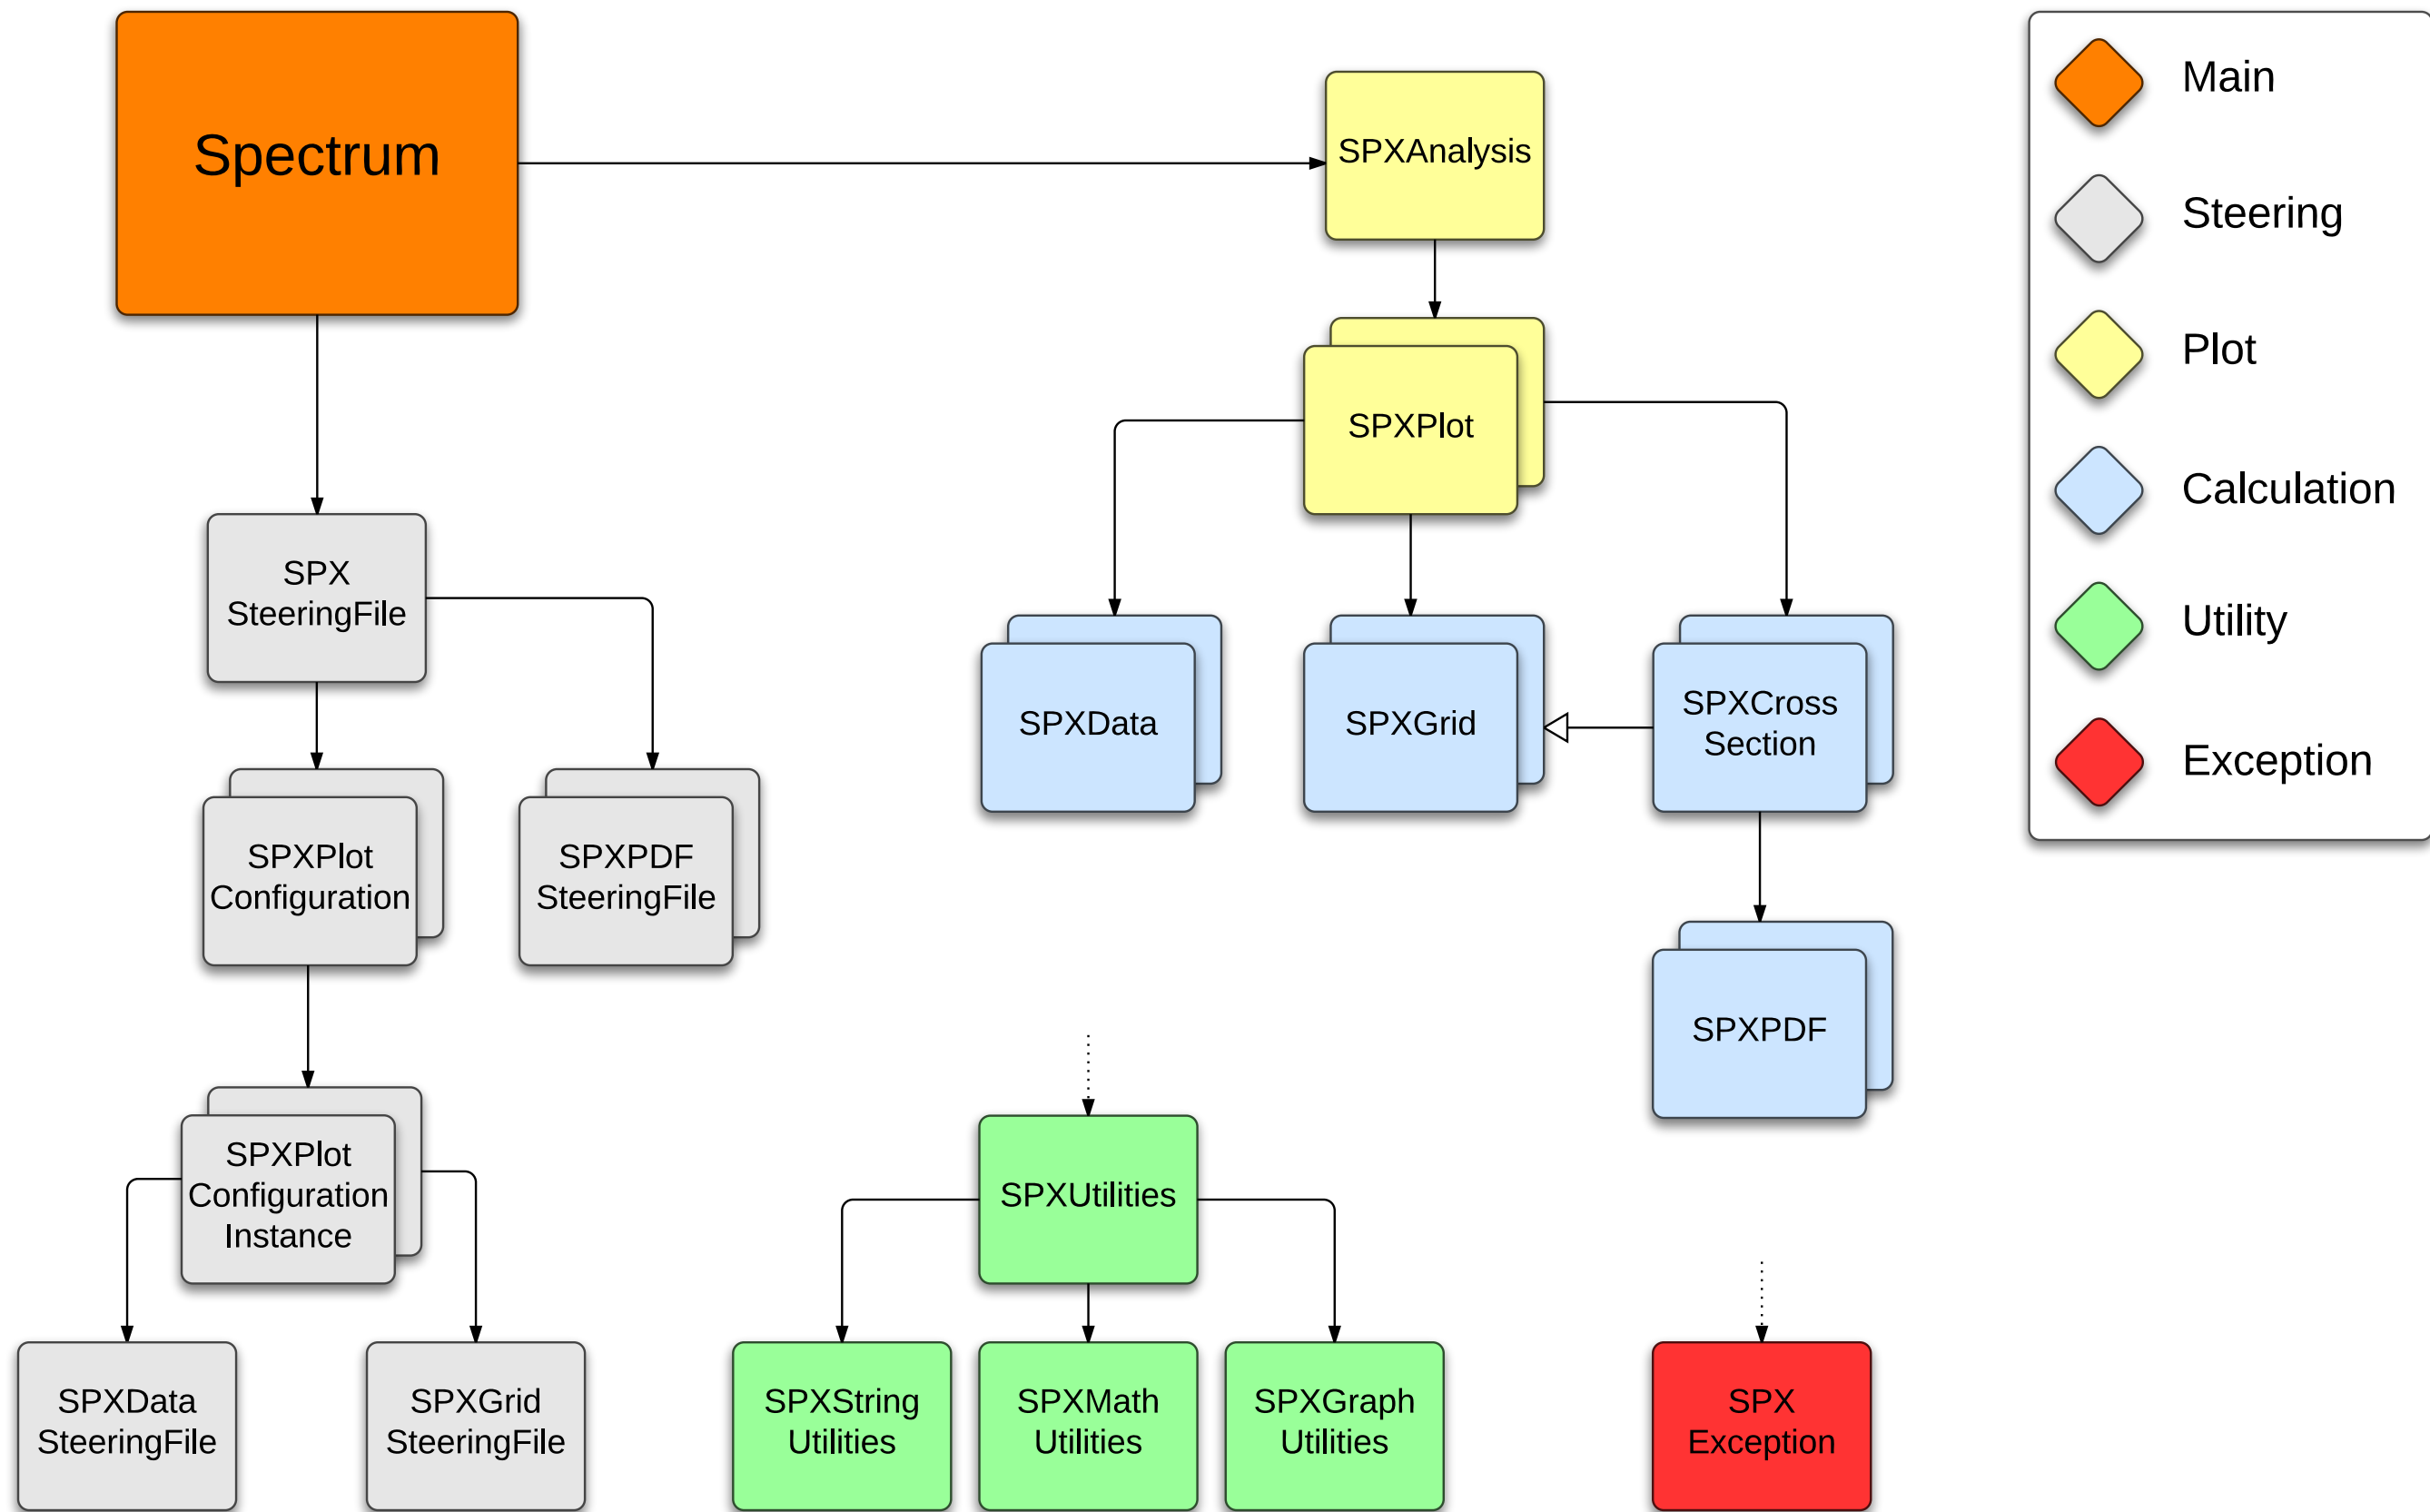 Spectrum
SPXAnalysis
SPXPlot
SPX
SteeringFile
SPXData
SPXGrid
SPXCross
Section
SPXPlot
Configuration
SPXPDF
SteeringFile
SPXPDF
SPXPlot
Configuration
Instance
SPXUtilities
SPXData
SteeringFile
SPXGrid
SteeringFile
SPXString
Utilities
SPXMath
Utilities
SPXGraph
Utilities
SPX
Exception
Main
Steering
Plot
Calculation
Utility
Exception